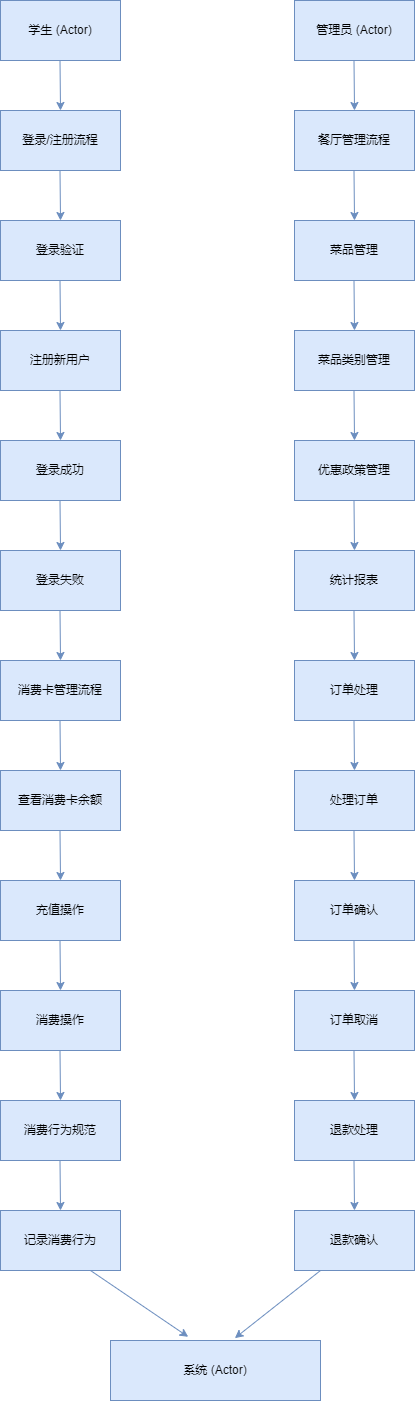 学生 (Actor)
登录/注册流程
登录验证
注册新用户
登录成功
登录失败
消费卡管理流程
查看消费卡余额
充值操作
消费操作
消费行为规范
记录消费行为
管理员 (Actor)
餐厅管理流程
菜品管理
菜品类别管理
优惠政策管理
统计报表
订单处理
处理订单
订单确认
订单取消
退款处理
退款确认
系统 (Actor)